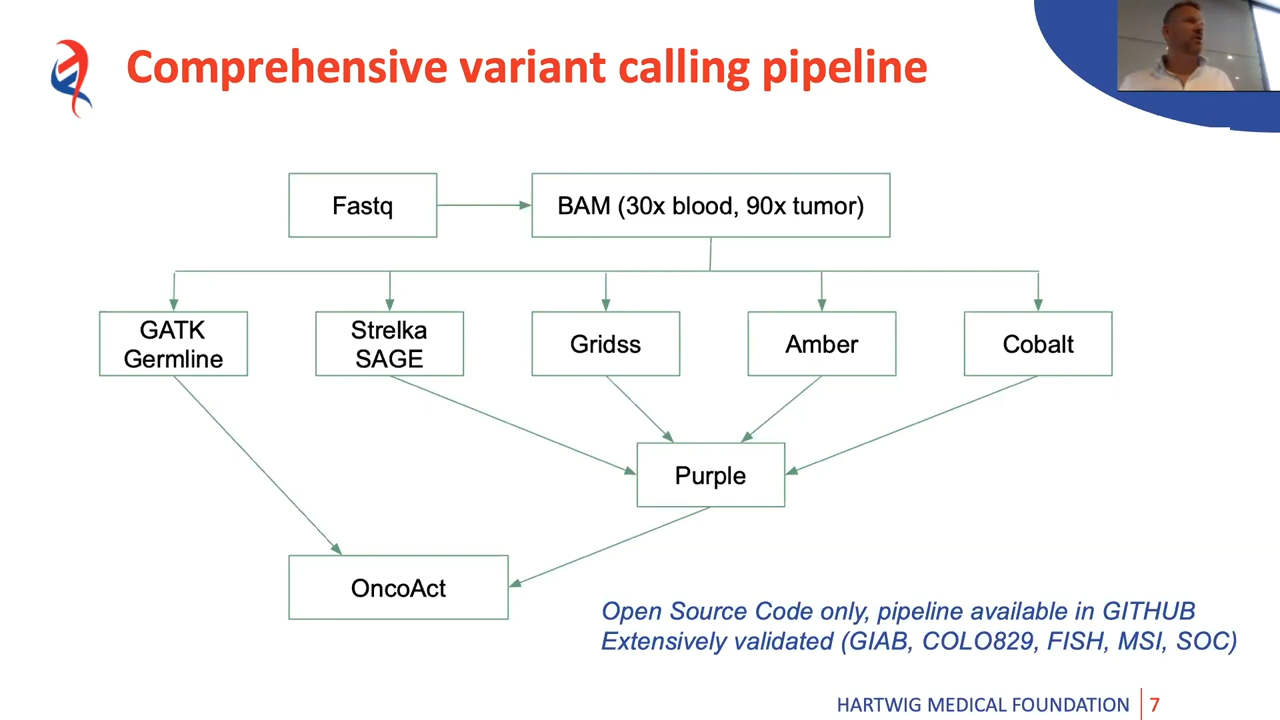 Comprehensive variant calling pipeline
Fastq
BAM (30x blood, 90x tumor)
GATK
Germline
Strelka
SAGE
Gridss
Amber
Cobalt
Purple
OncoAct
Open Source Code only, pipeline available in GITHUB
Extensively validated (GIAB, COLO829, FISH, MSI, SOC)
HARTWIG MEDICAL FOUNDATION 7